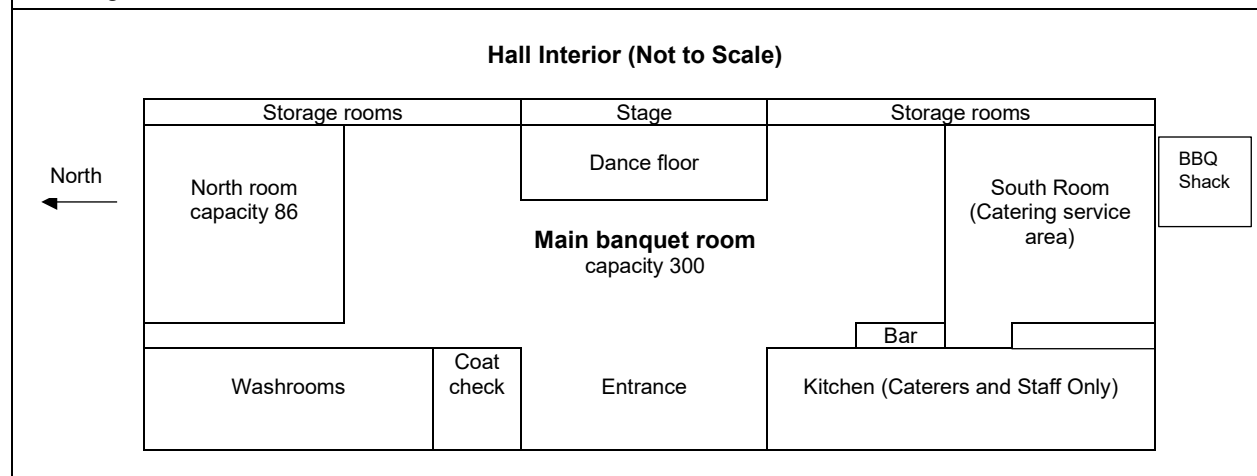 Hall Interior (Not to Scale)
Storage rooms
Stage
Storage rooms
North
North room
capacity 86
Dance floor
Main banquet room
capacity 300
South Room
(Catering service
area)
BBQ
Shack
Bar
Washrooms
Coat
check
Entrance
Kitchen (Caterers and Staff Only)